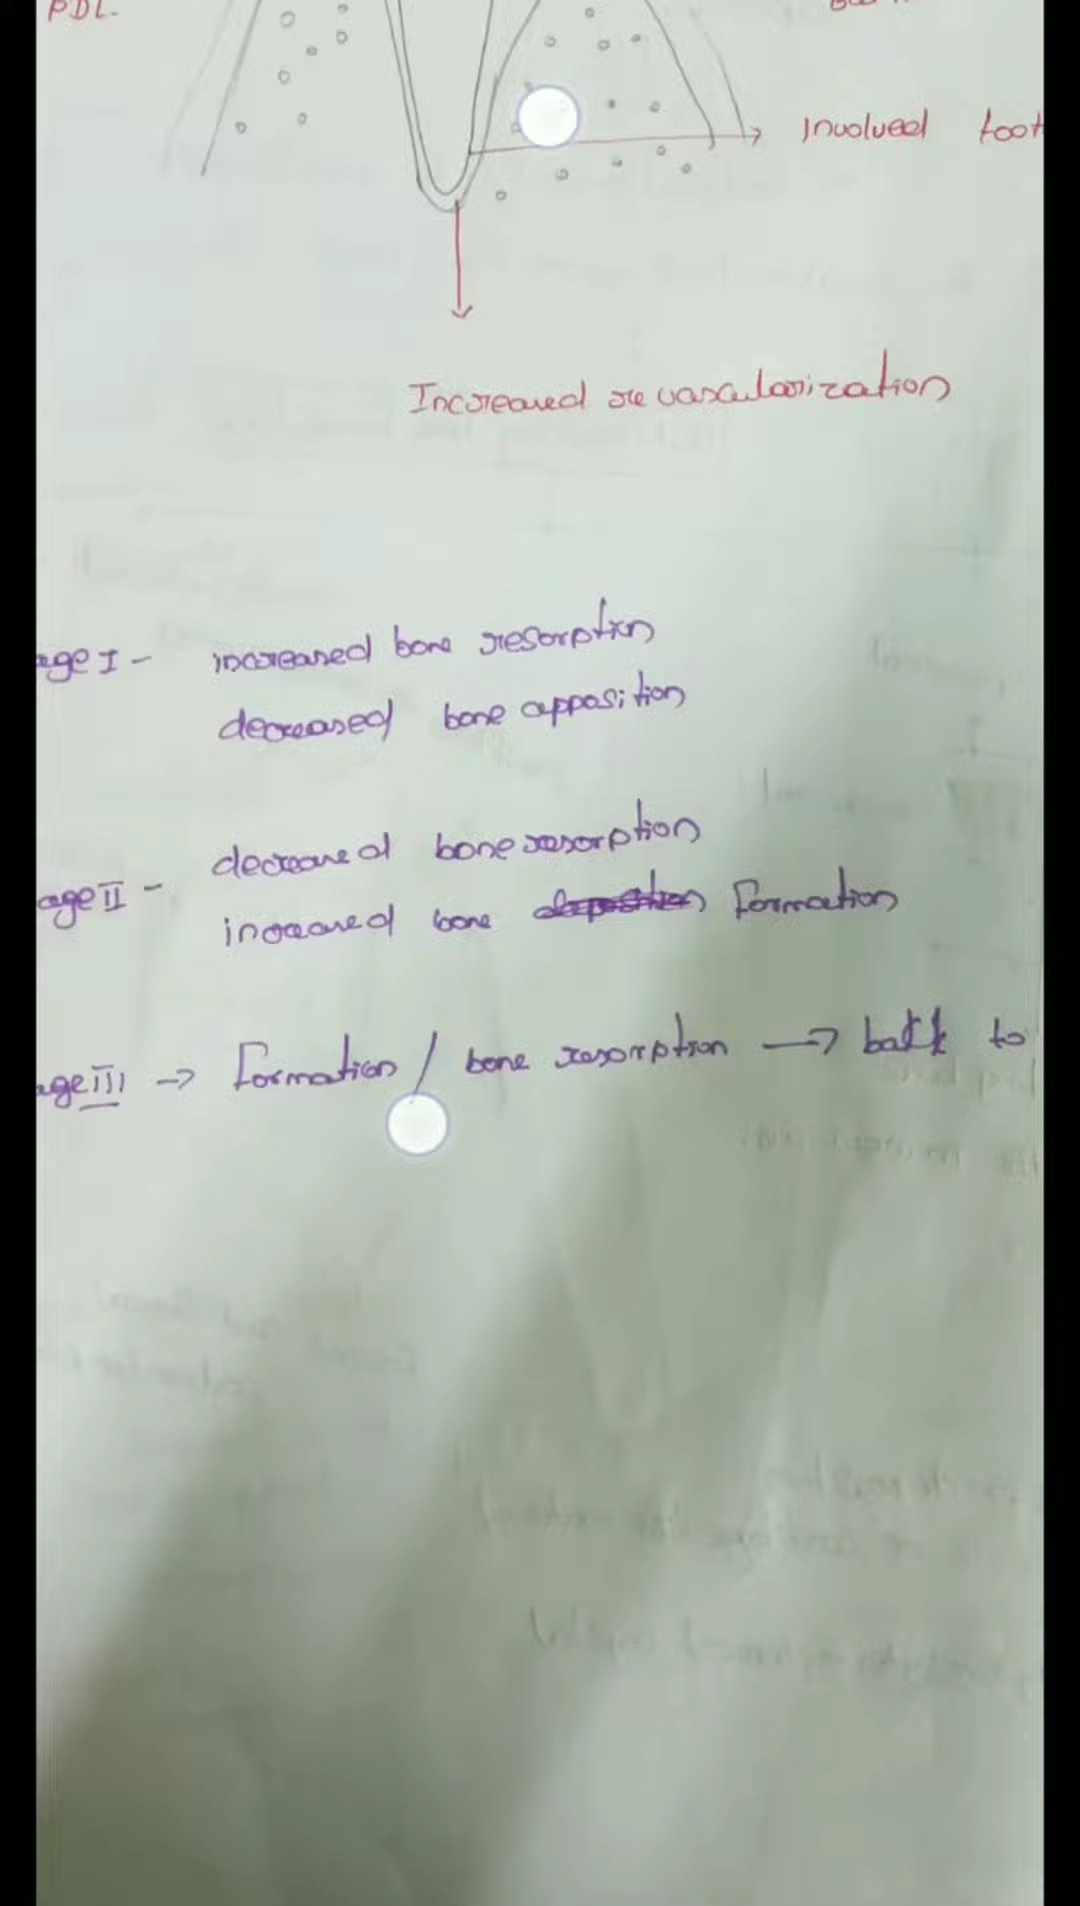 PDL.
Involved toot
Increased revascularization
age I - increased bone resorption
decreased bone apposition
age II - decreased bone resorption
increased bone formation
age III → Formation / bone resorption → back to